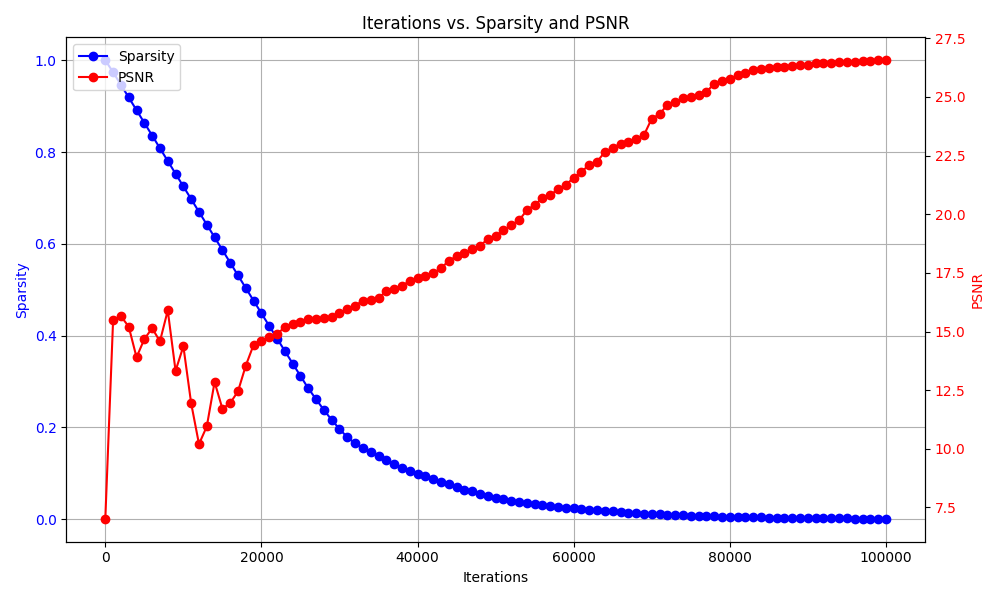 Iterations vs. Sparsity and PSNR
Sparsity
PSNR
1.0
0.8
0.6
0.4
0.2
0.0
Sparsity
27.5
25.0
22.5
20.0
17.5
15.0
12.5
10.0
7.5
PSNR
0 20000 40000 60000 80000 100000
Iterations